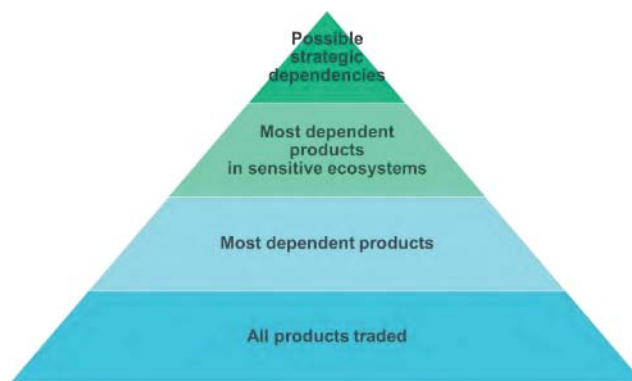 Possible
strategic
dependencies
Most dependent
products
in sensitive ecosystems
Most dependent products
All products traded